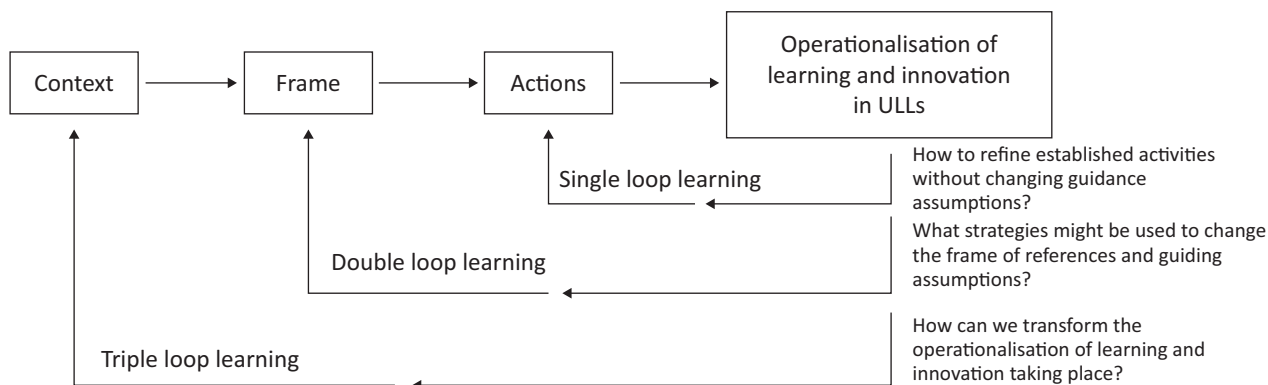 Context
Frame
Actions
Operationalisation of
learning and innovation
in ULLs
Single loop learning
How to refine established activities
without changing guidance
assumptions?
Double loop learning
What strategies might be used to change
the frame of references and guiding
assumptions?
Triple loop learning
How can we transform the
operationalisation of learning and
innovation taking place?